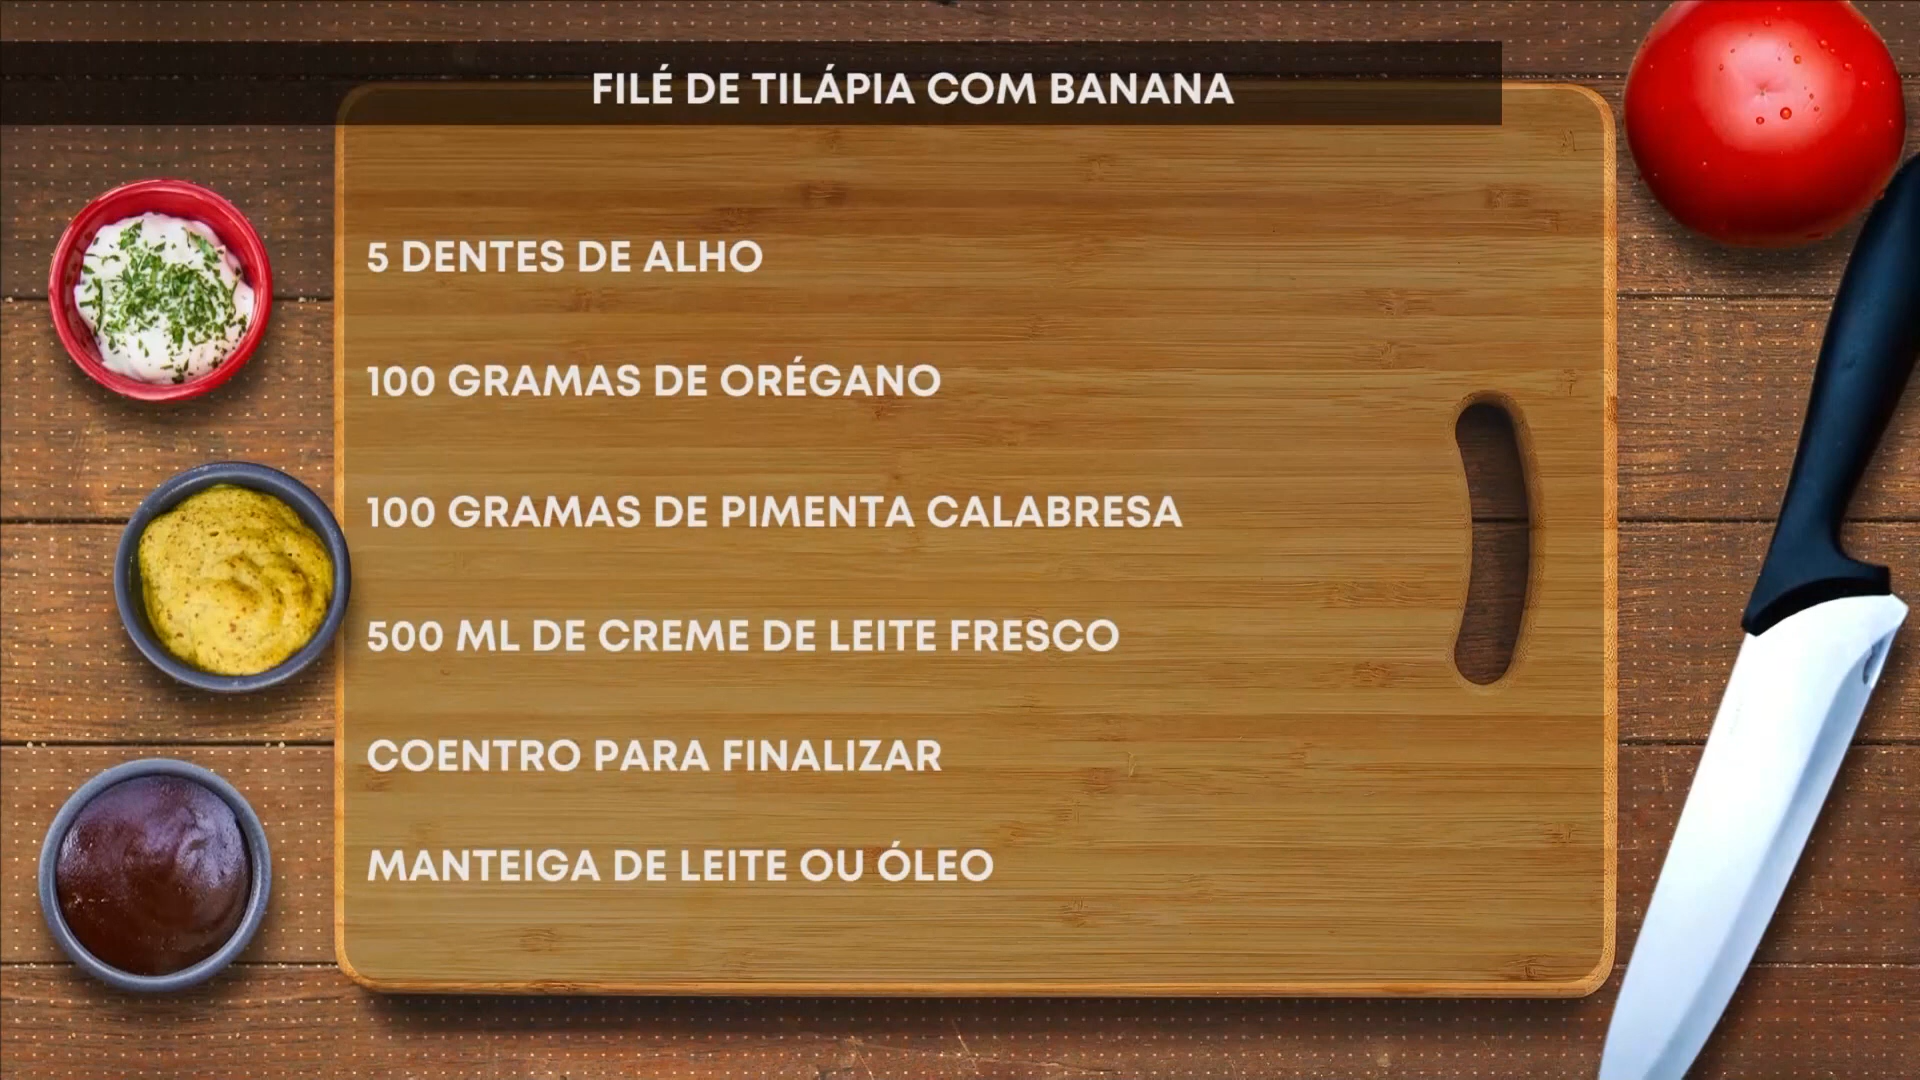 FILÉ DE TILÁPIA COM BANANA
5 DENTES DE ALHO
100 GRAMAS DE ORÉGANO
100 GRAMAS DE PIMENTA CALABRESA
500 ML DE CREME DE LEITE FRESCO
COENTRO PARA FINALIZAR
MANTEIGA DE LEITE OU ÓLEO